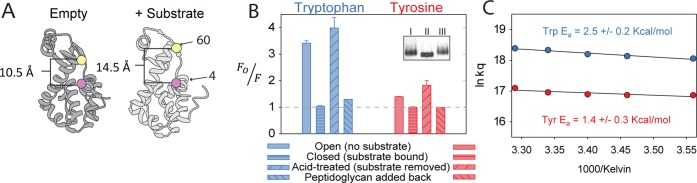 A
Empty
+ Substrate
60
10.5 Å
14.5 Å
4
B
Tryptophan
Tyrosine
I II III
F₀/F
4
3
2
1
0
Open (no substrate)
Closed (substrate bound)
Acid-treated (substrate removed)
Peptidoglycan added back
C
ln kq
19
18
17
16
Trp Eₐ = 2.5 +/- 0.2 Kcal/mol
Tyr Eₐ = 1.4 +/- 0.3 Kcal/mol
3.30
3.35
3.40
3.45
3.50
3.55
1000/Kelvin